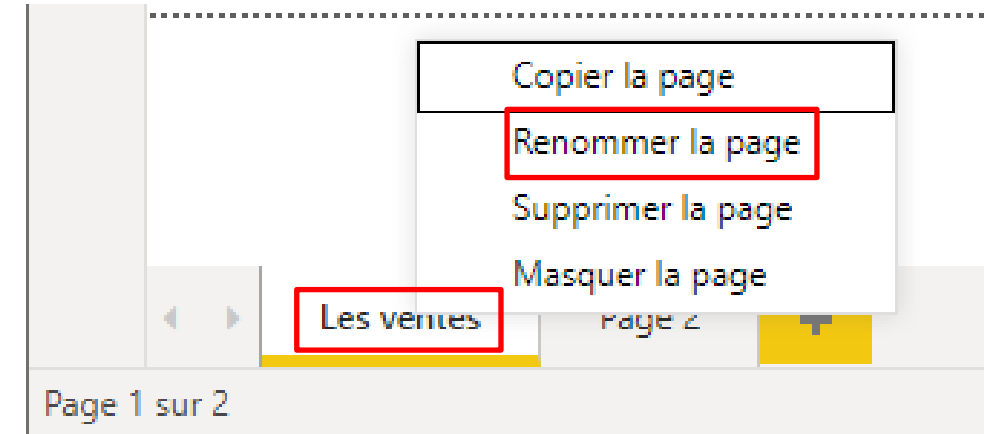 Copier la page
Renommer la page
Supprimer la page
Masquer la page
Les ventes
Page 2
Page 1 sur 2